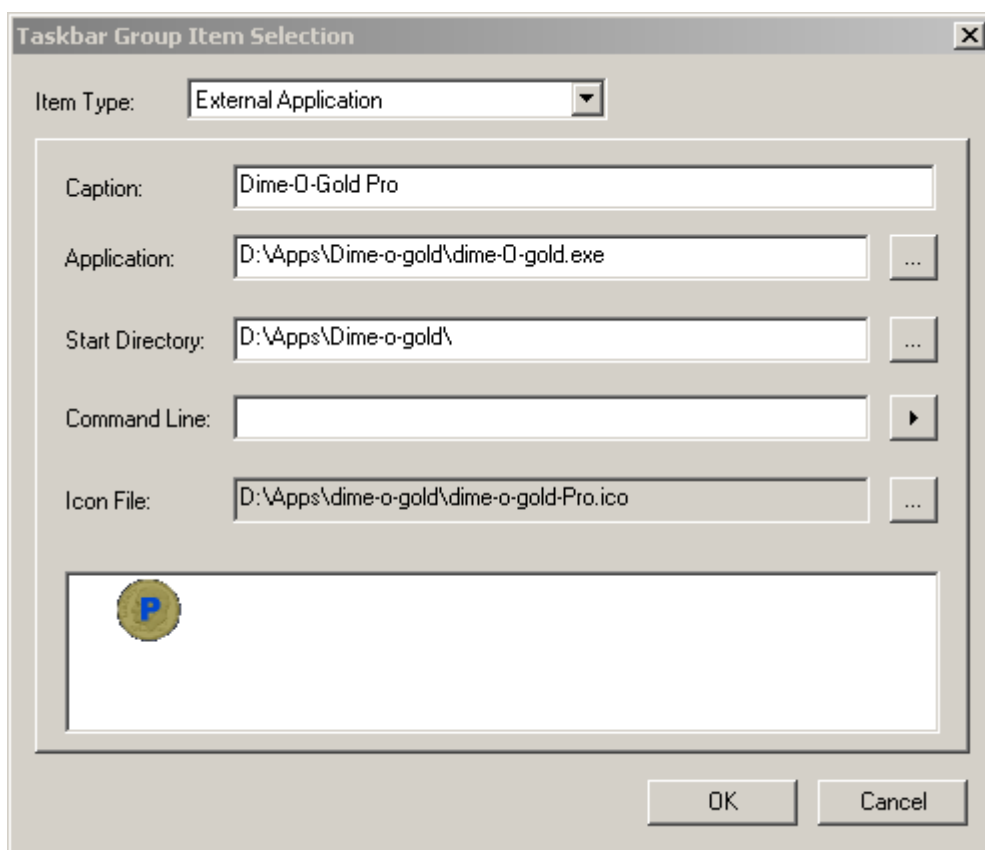 Taskbar Group Item Selection
Item Type: External Application
Caption: Dime-O-Gold Pro
Application: D:\Apps\Dime-o-gold\dime-O-gold.exe ...
Start Directory: D:\Apps\Dime-o-gold\ ...
Command Line:
Icon File: D:\Apps\dime-o-gold\dime-o-gold-Pro.ico ...
P
OK Cancel